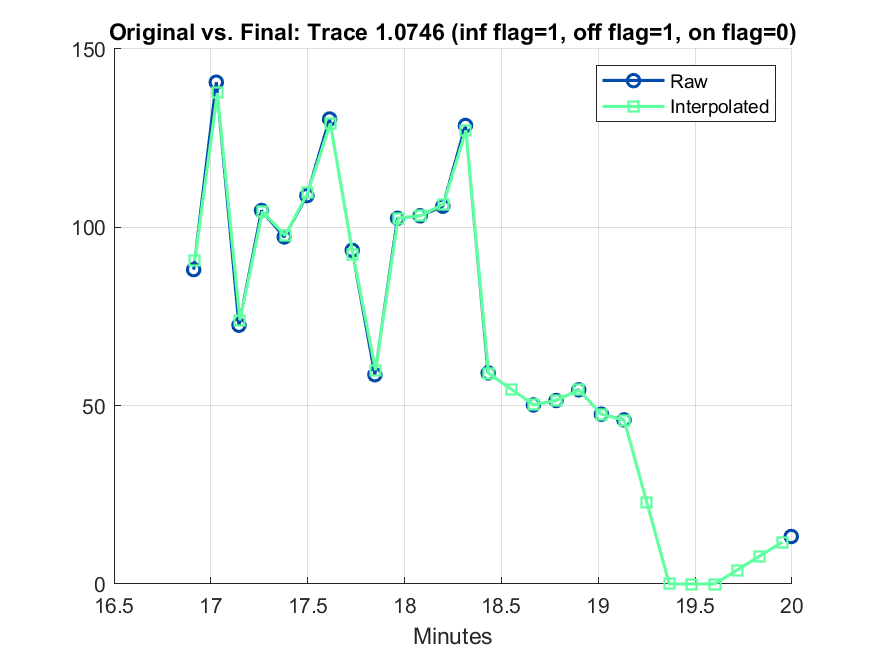 Original vs. Final: Trace 1.0746 (inf flag=1, off flag=1, on flag=0)
150
Raw
Interpolated
100
50
0
16.5 17 17.5 18 18.5 19 19.5 20
Minutes